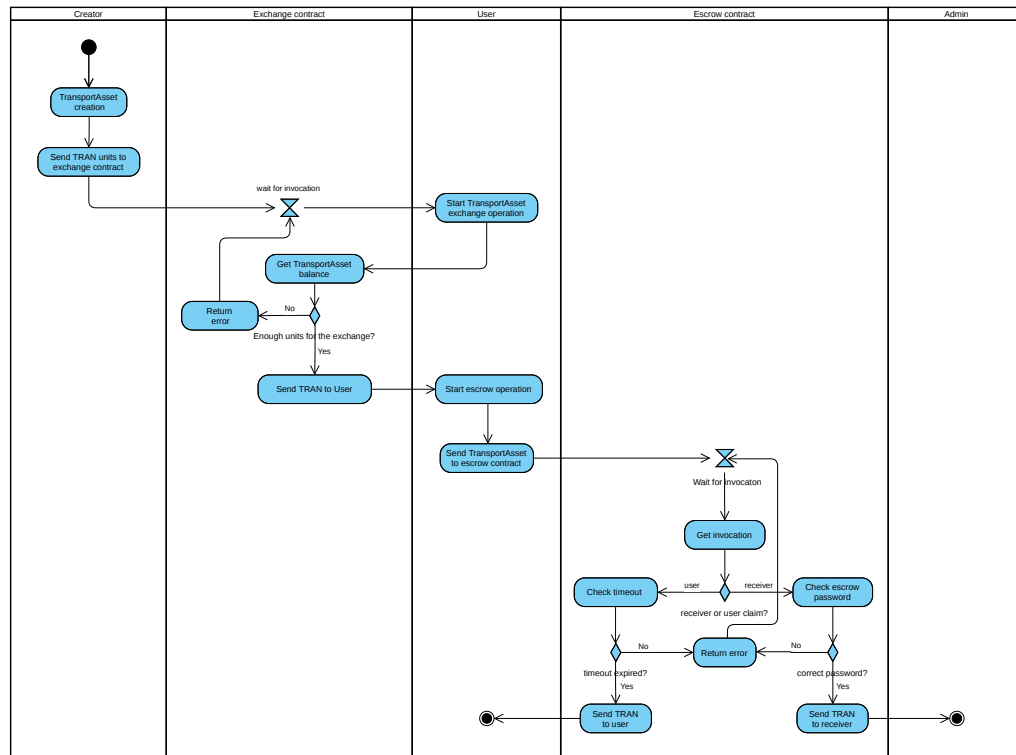 Creator
Exchange contract
User
Escrow contract
Admin
TransportAsset
creation
Send TRAN units to
exchange contract
wait for invocation
Start TransportAsset
exchange operation
Get TransportAsset
balance
Return
error
No
Enough units for the exchange?
Yes
Send TRAN to User
Start escrow operation
Send TransportAsset
to escrow contract
Wait for invocaton
Get invocation
Check timeout
user
receiver
Check escrow
password
receiver or user claim?
No
Return error
No
timeout expired?
correct password?
Yes
Yes
Send TRAN
to user
Send TRAN
to receiver